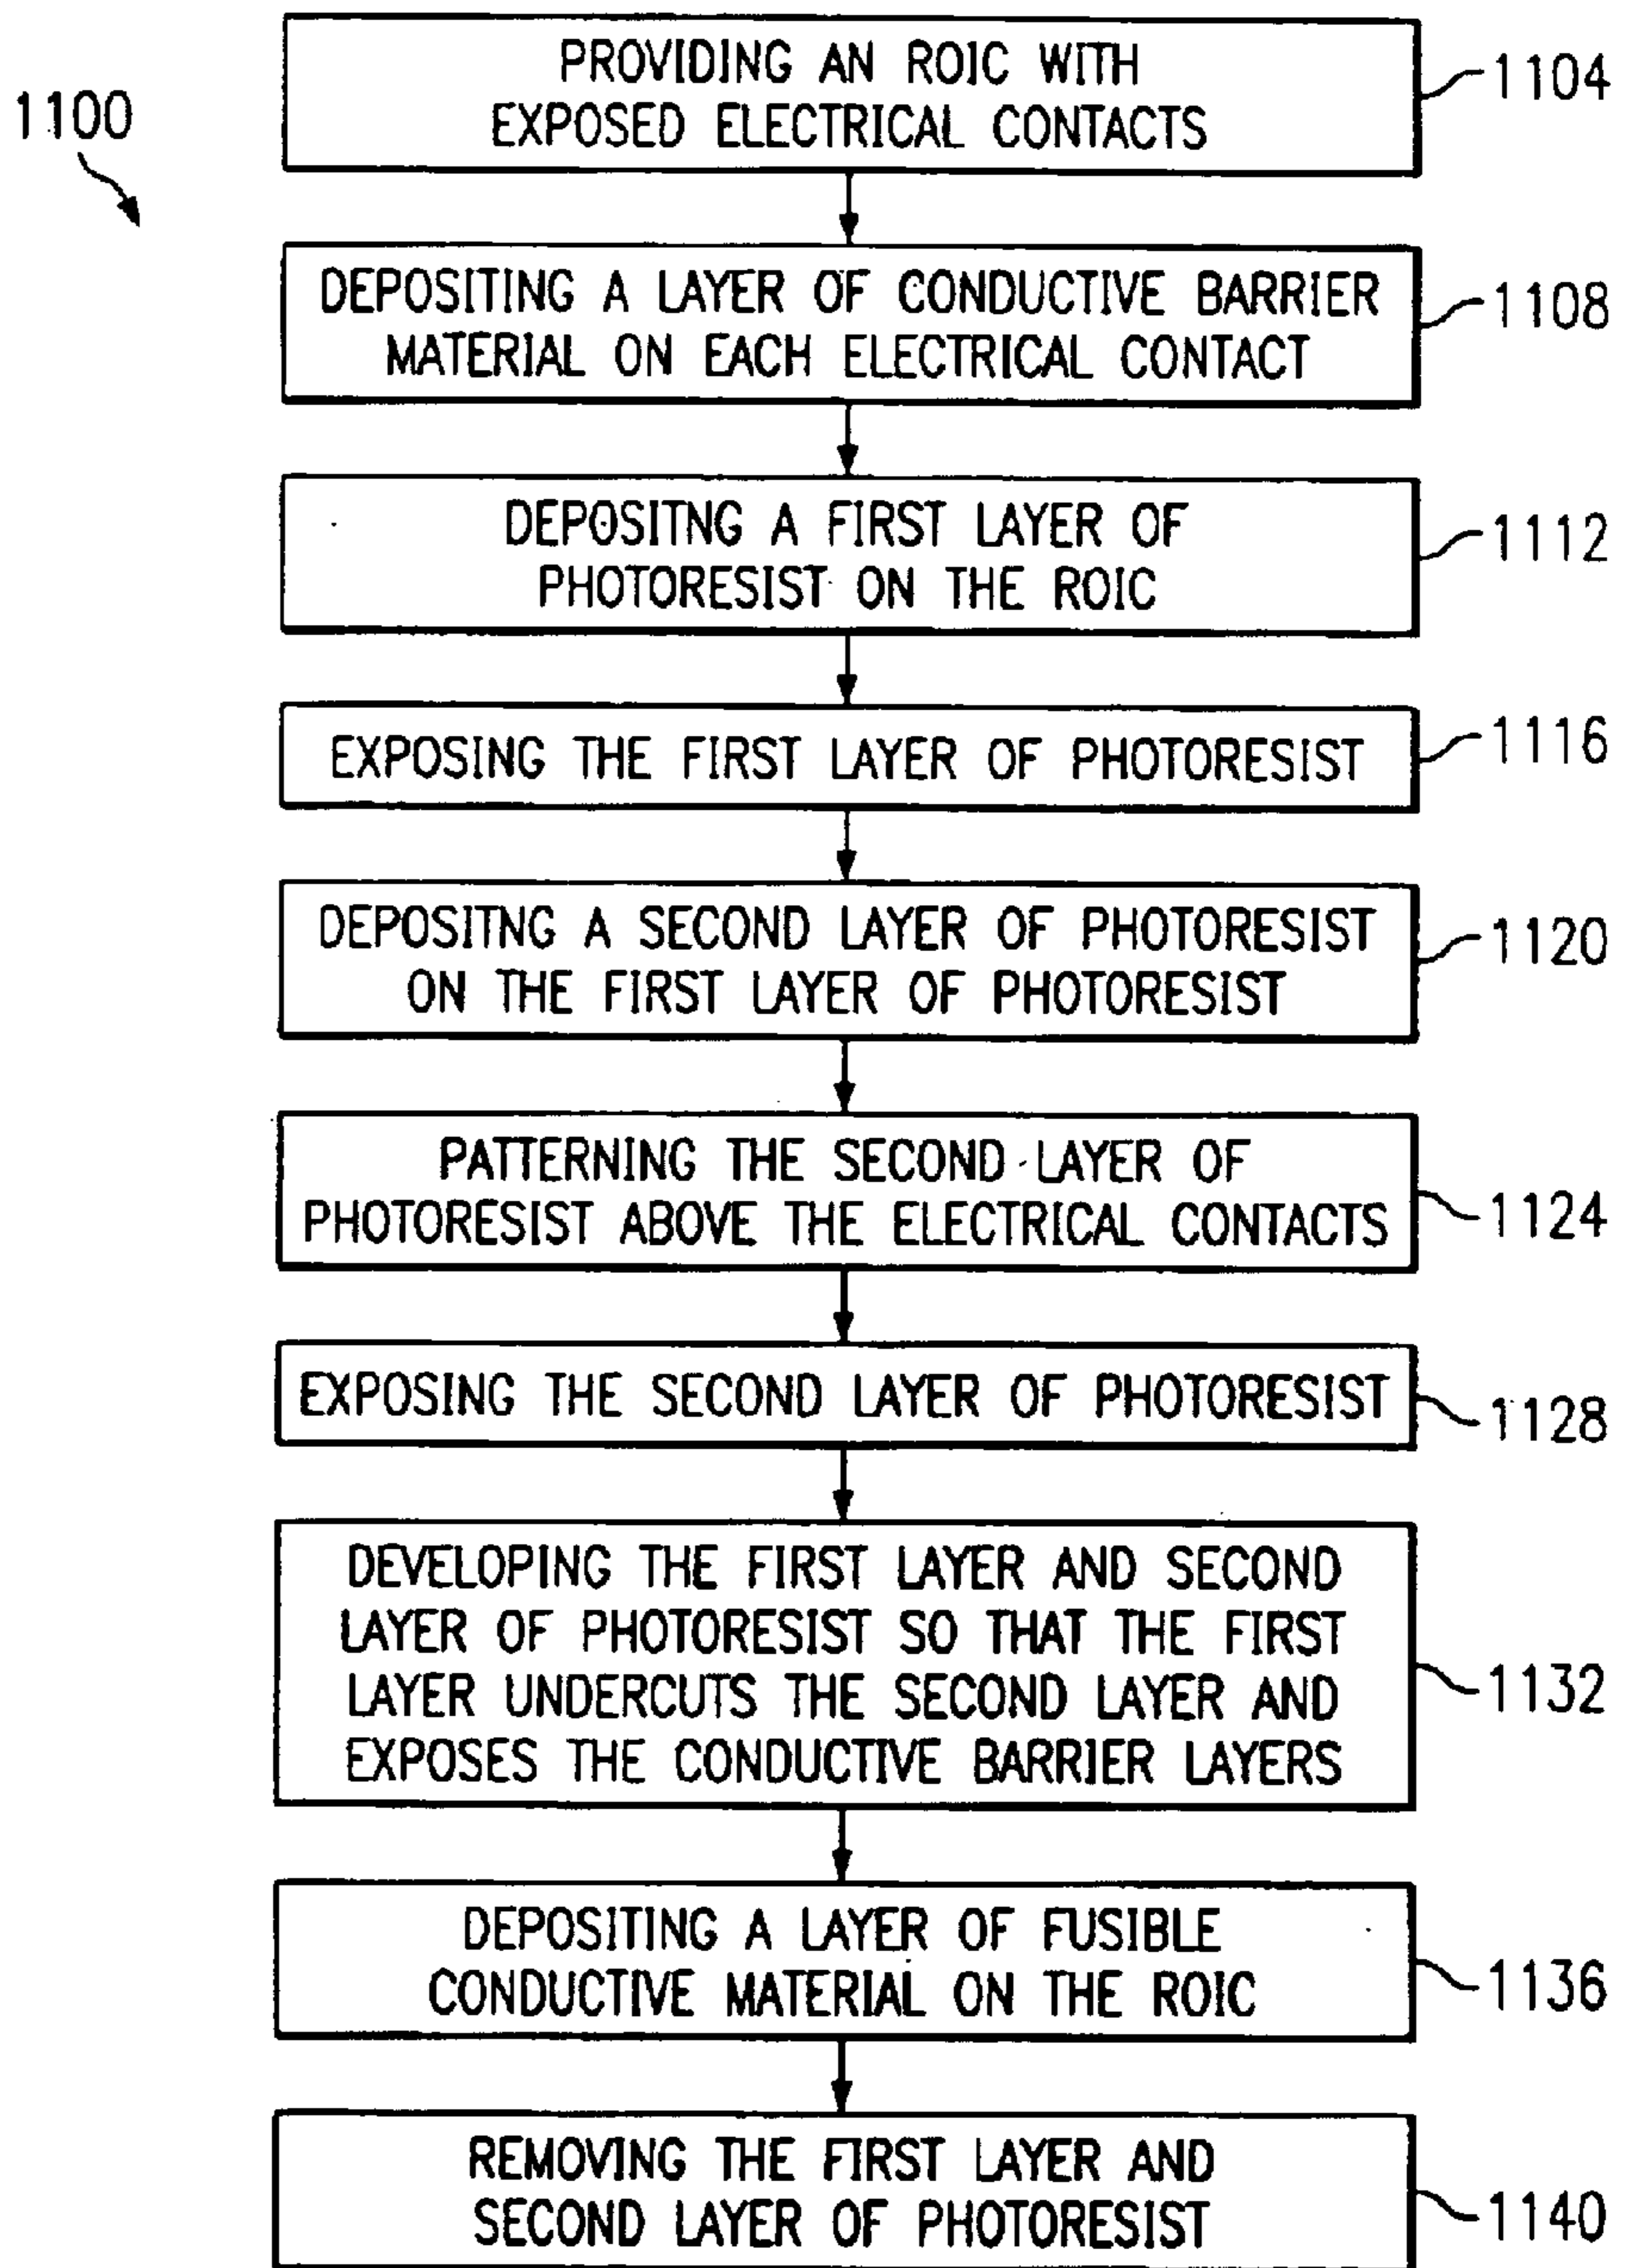 1100
PROVIDING AN ROIC WITH
EXPOSED ELECTRICAL CONTACTS
1104
DEPOSITING A LAYER OF CONDUCTIVE BARRIER
MATERIAL ON EACH ELECTRICAL CONTACT
1108
DEPOSITNG A FIRST LAYER OF
PHOTORESIST ON THE ROIC
1112
EXPOSING THE FIRST LAYER OF PHOTORESIST
1116
DEPOSITNG A SECOND LAYER OF PHOTORESIST
ON THE FIRST LAYER OF PHOTORESIST
1120
PATTERNING THE SECOND LAYER OF
PHOTORESIST ABOVE THE ELECTRICAL CONTACTS
1124
EXPOSING THE SECOND LAYER OF PHOTORESIST
1128
DEVELOPING THE FIRST LAYER AND SECOND
LAYER OF PHOTORESIST SO THAT THE FIRST
LAYER UNDERCUTS THE SECOND LAYER AND
EXPOSES THE CONDUCTIVE BARRIER LAYERS
1132
DEPOSITING A LAYER OF FUSIBLE
CONDUCTIVE MATERIAL ON THE ROIC
1136
REMOVING THE FIRST LAYER AND
SECOND LAYER OF PHOTORESIST
1140